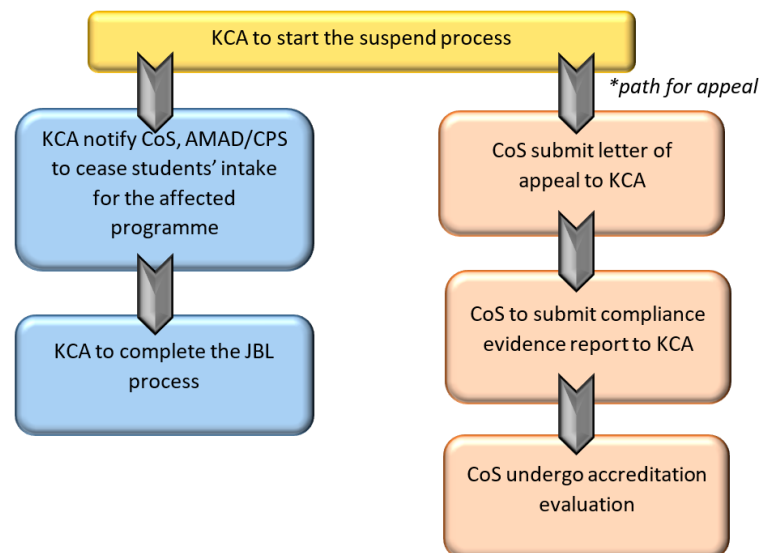 KCA to start the suspend process
*path for appeal
KCA notify CoS, AMAD/CPS
to cease students’ intake
for the affected
programme
KCA to complete the JBL
process
CoS submit letter of
appeal to KCA
CoS to submit compliance
evidence report to KCA
CoS undergo accreditation
evaluation